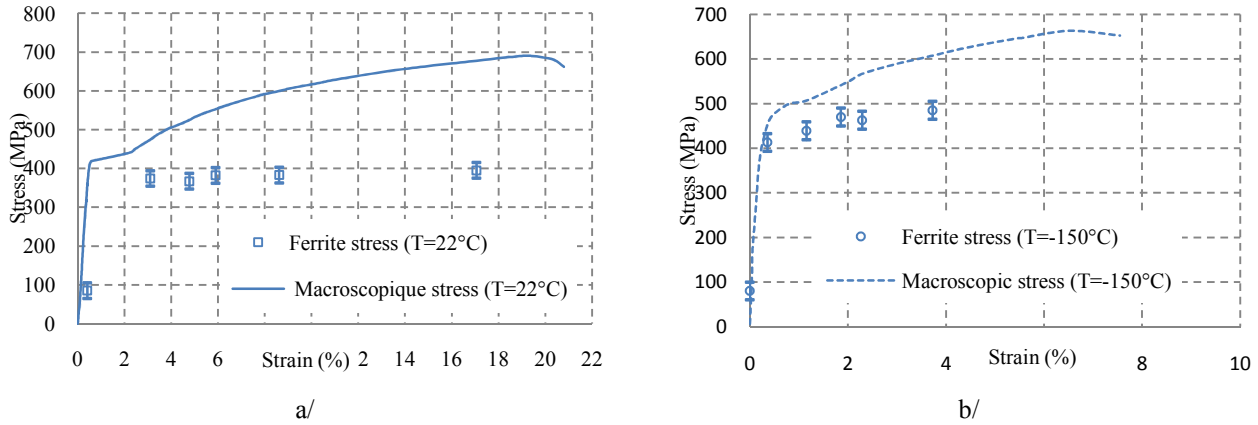 800
700
600
500
400
300
200
100
0
Stress (MPa)
Ferrite stress (T=22°C)
Macroscopique stress (T=22°C)
0 2 4 6 Strain (%) 2 14 16 18 20 22
a/
700
600
500
400
300
200
100
0
Stress (MPa)
Ferrite stress (T=-150°C)
Macroscopic stress (T=-150°C)
0 2 4 6 8 10
Strain (%)
b/